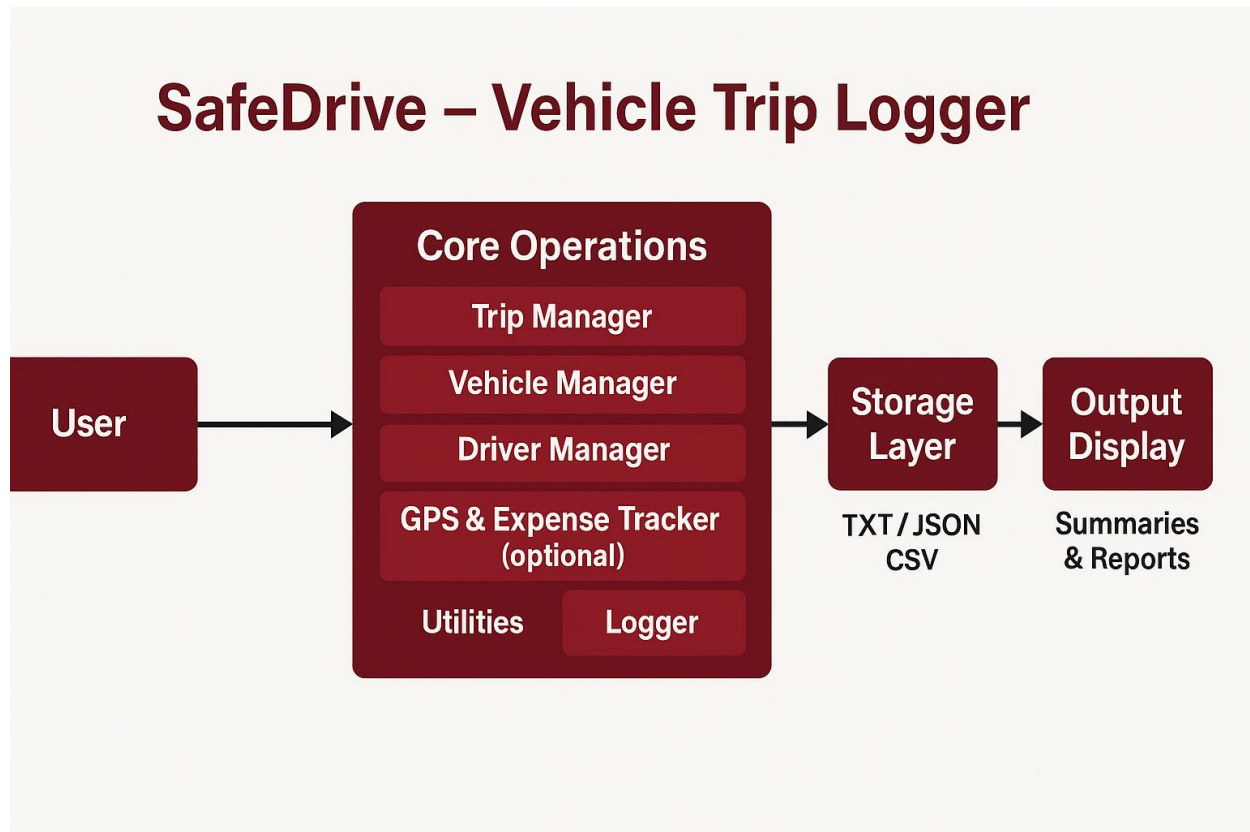 SafeDrive – Vehicle Trip Logger
User
Core Operations
Trip Manager
Vehicle Manager
Driver Manager
GPS & Expense Tracker
(optional)
Utilities
Logger
Storage
Layer
TXT / JSON
CSV
Output
Display
Summaries
& Reports